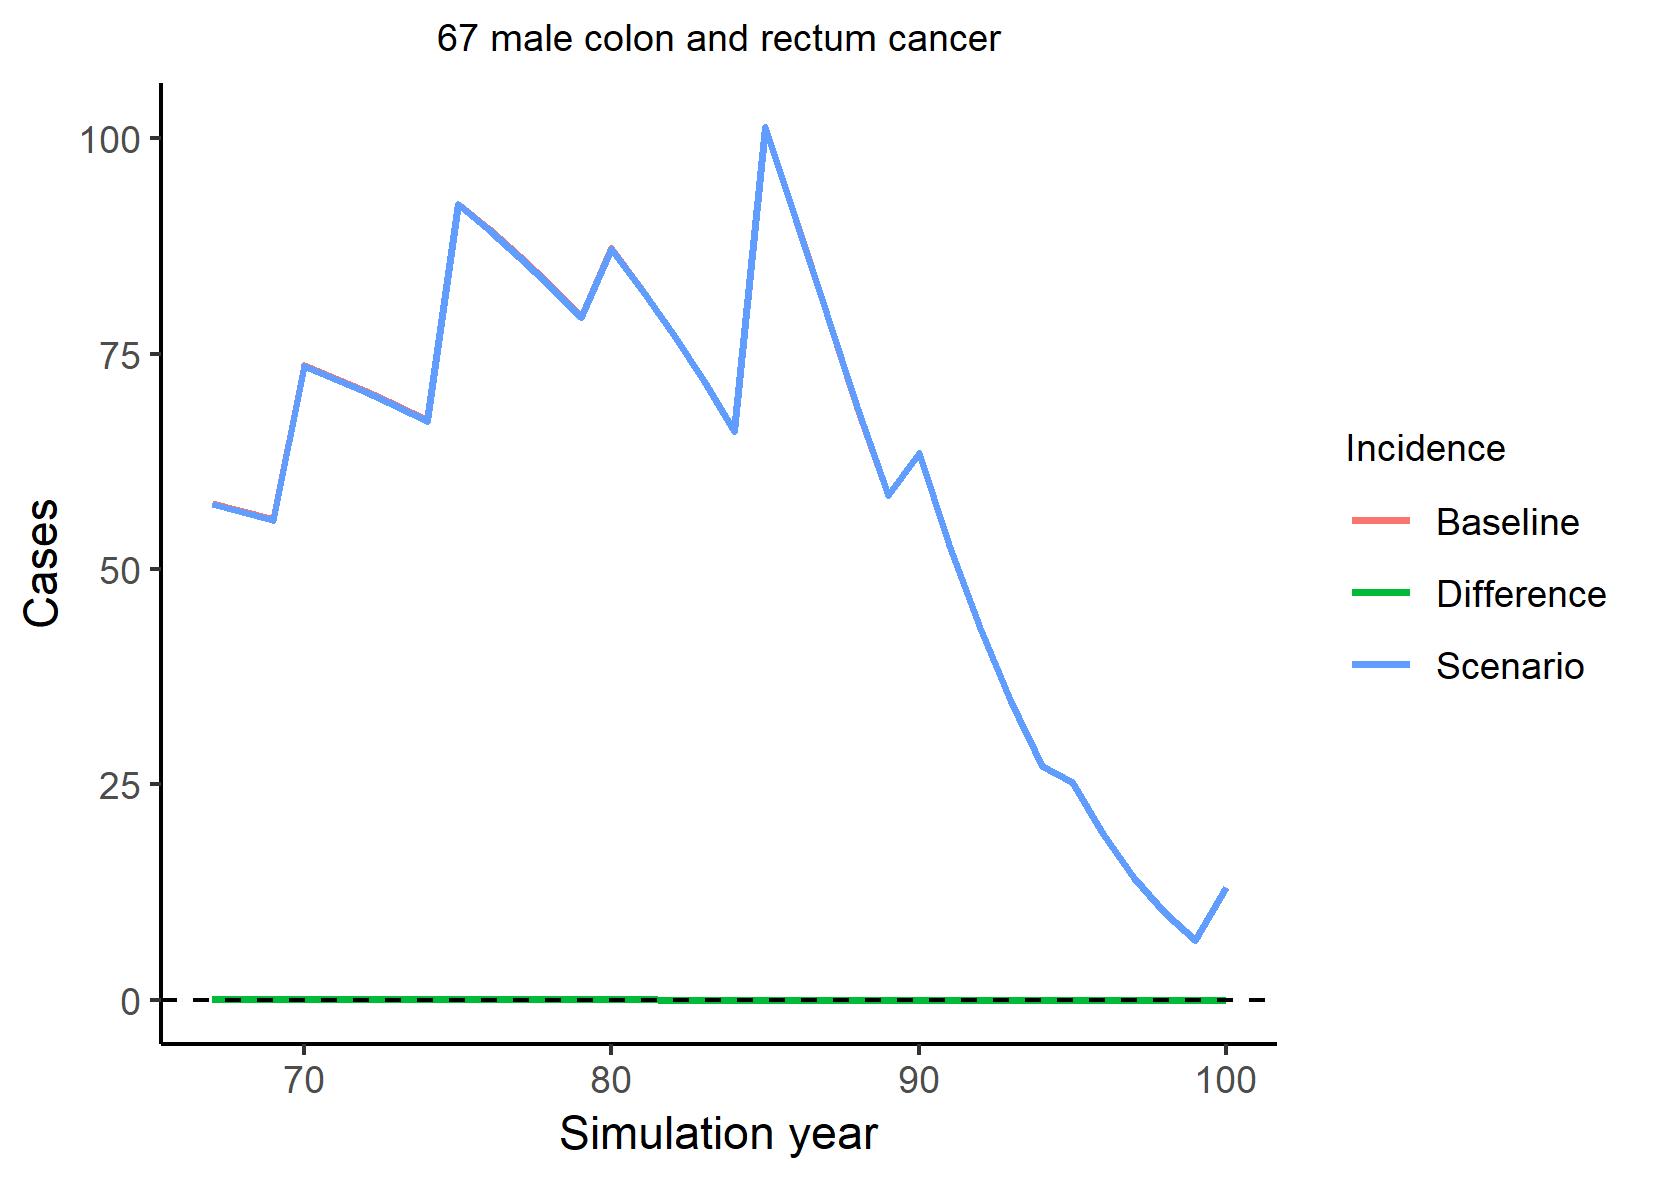 67 male colon and rectum cancer
Cases
100
75
50
25
0
70
80
90
100
Simulation year
Incidence
Baseline
Difference
Scenario